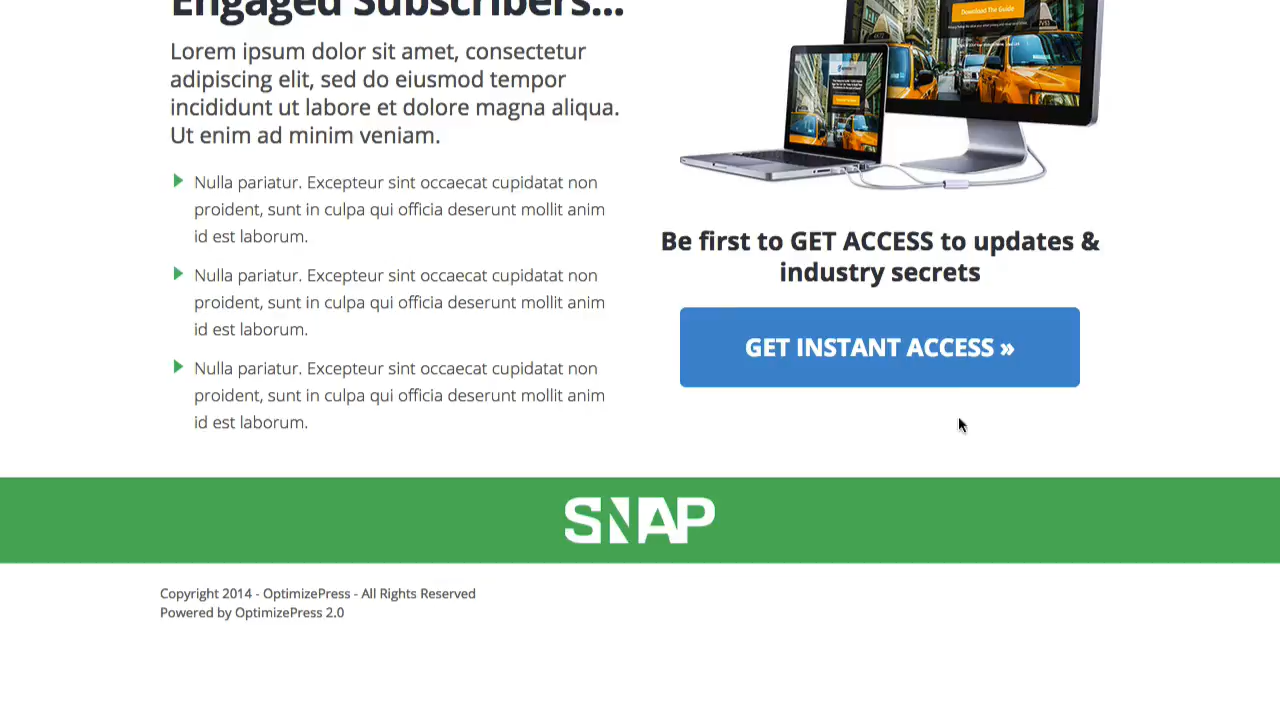 Engaged Subscribers...
Lorem ipsum dolor sit amet, consectetur
adipiscing elit, sed do eiusmod tempor
incididunt ut labore et dolore magna aliqua.
Ut enim ad minim veniam.
Nulla pariatur. Excepteur sint occaecat cupidatat non
proident, sunt in culpa qui officia deserunt mollit anim
id est laborum.
Nulla pariatur. Excepteur sint occaecat cupidatat non
proident, sunt in culpa qui officia deserunt mollit anim
id est laborum.
Nulla pariatur. Excepteur sint occaecat cupidatat non
proident, sunt in culpa qui officia deserunt mollit anim
id est laborum.
Download The Guide
Be first to GET ACCESS to updates &
industry secrets
GET INSTANT ACCESS »
SNAP
Copyright 2014 - OptimizePress - All Rights Reserved
Powered by OptimizePress 2.0